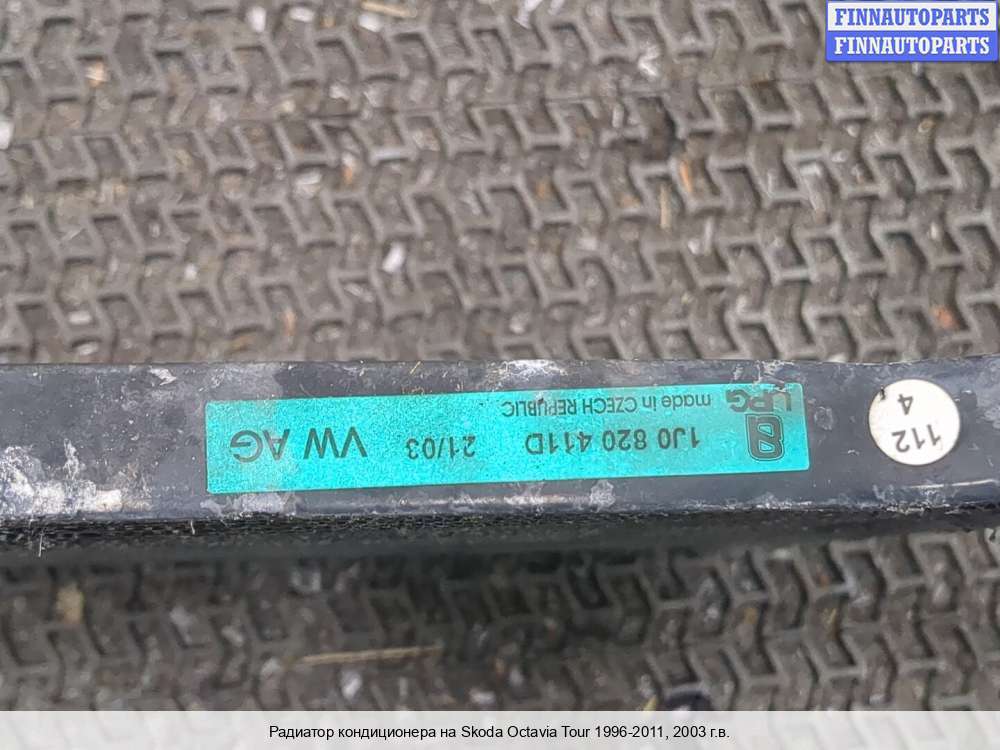 FINNAUTOPARTS
FINNAUTOPARTS
1J0 820 411D 21/03 VW AG
UPG made in CZECH REPUBLIC
112
4
Радиатор кондиционера на Skoda Octavia Tour 1996-2011, 2003 г.в.